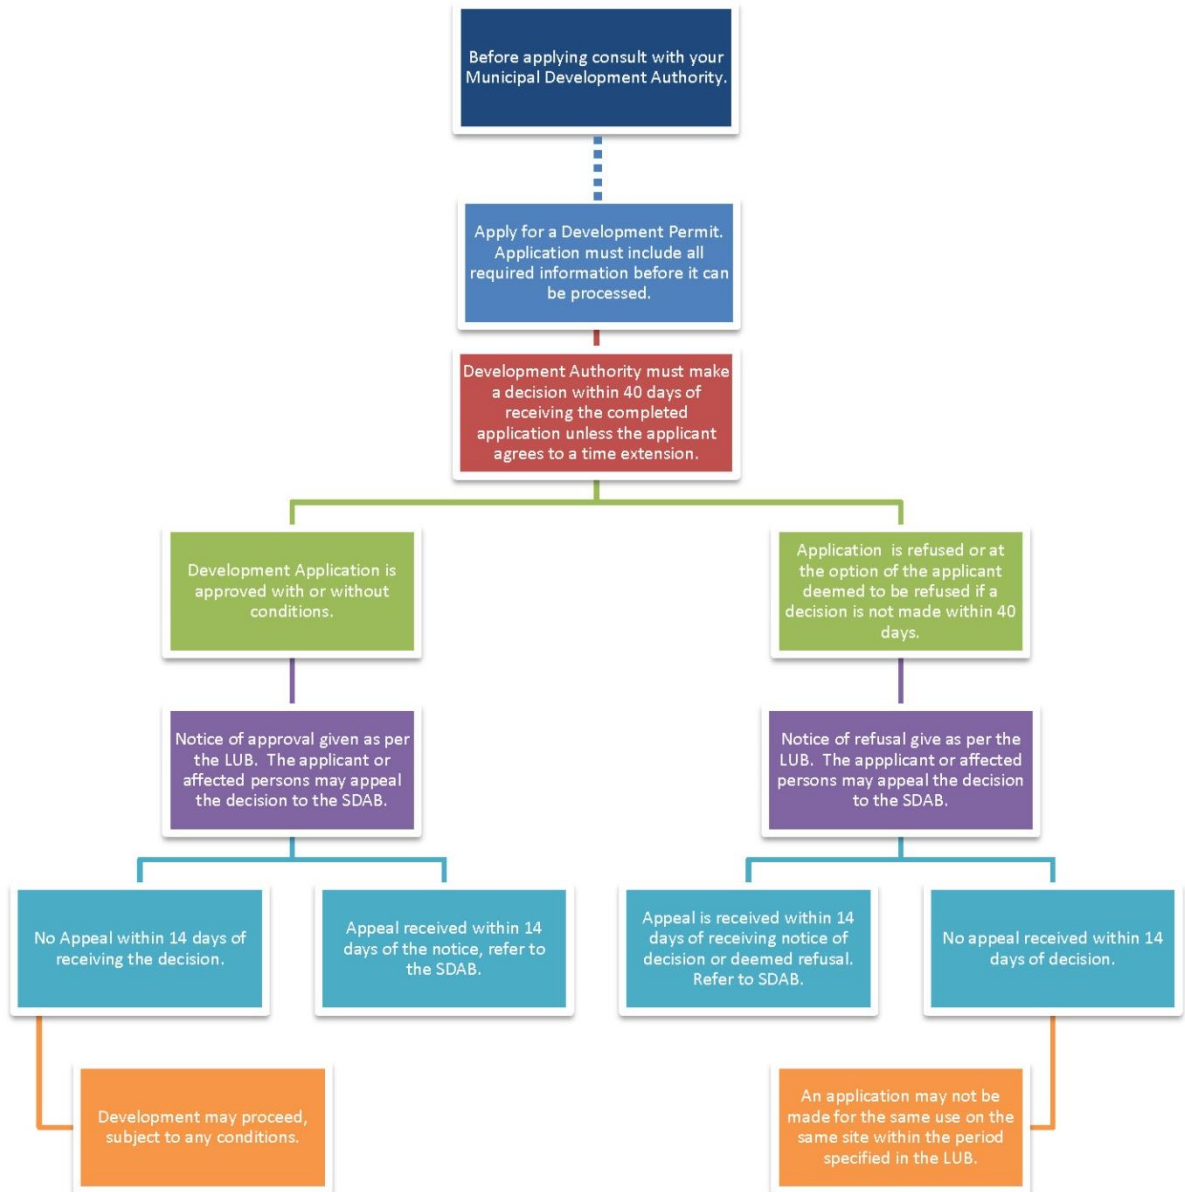 Before applying consult with your
Municipal Development Authority.
Apply for a Development Permit.
Application must include all
required information before it can
be processed.
Development Authority must make
a decision within 40 days of
receiving the completed
application unless the applicant
agrees to a time extension.
Development Application is
approved with or without
conditions.
Application is refused or at
the option of the applicant
deemed to be refused if a
decision is not made within 40
days.
Notice of approval given as per
the LUB. The applicant or
affected persons may appeal
the decision to the SDAB.
Notice of refusal give as per the
LUB. The appplicant or affected
persons may appeal the decision
to the SDAB.
No Appeal within 14 days of
receiving the decision.
Appeal received within 14
days of the notice, refer to
the SDAB.
Appeal is received within 14
days of receiving notice of
decision or deemed refusal.
Refer to SDAB.
No appeal received within 14
days of decision.
Development may proceed,
subject to any conditions.
An application may not be
made for the same use on the
same site within the period
specified in the LUB.